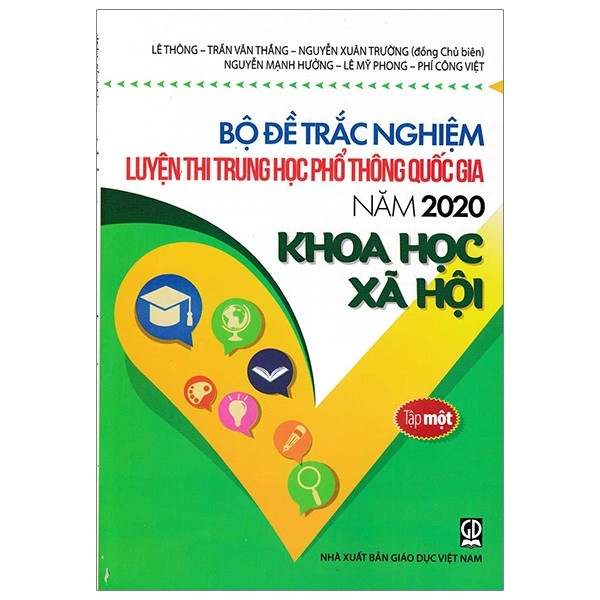 LÊ THÔNG – TRẦN VĂN THẮNG – NGUYỄN XUÂN TRƯỜNG (đồng Chủ biên)
NGUYỄN MẠNH HƯỞNG – LÊ MỸ PHONG – PHÍ CÔNG VIỆT
BỘ ĐỀ TRẮC NGHIỆM
LUYỆN THI TRUNG HỌC PHỔ THÔNG QUỐC GIA
NĂM 2020
KHOA HỌC
XÃ HỘI
Tập một
GD
NHÀ XUẤT BẢN GIÁO DỤC VIỆT NAM